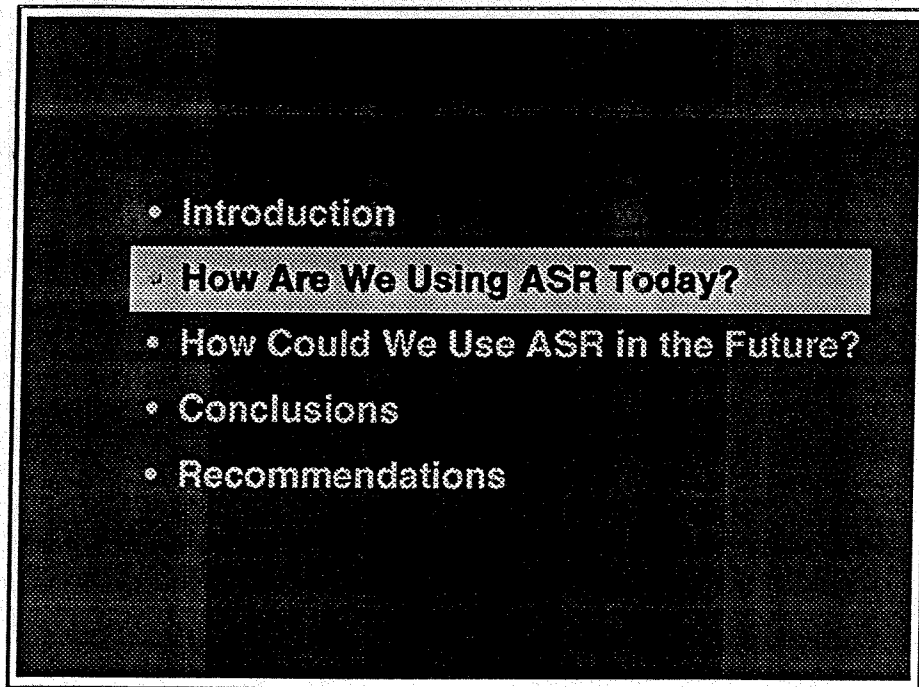 • Introduction
How Are We Using ASR Today?
• How Could We Use ASR in the Future?
• Conclusions
• Recommendations